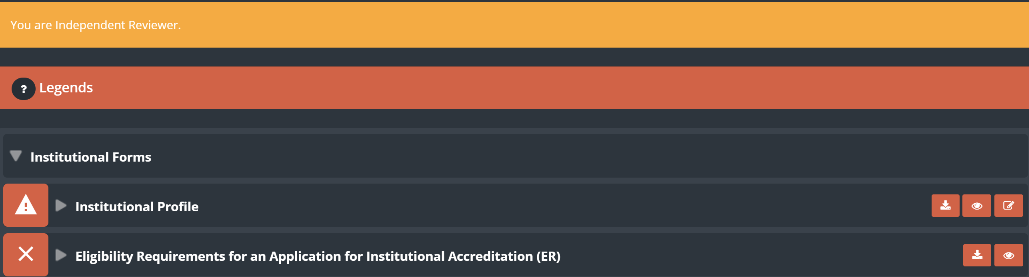 You are Independent Reviewer.
? Legends
Institutional Forms
Institutional Profile
Eligibility Requirements for an Application for Institutional Accreditation (ER)